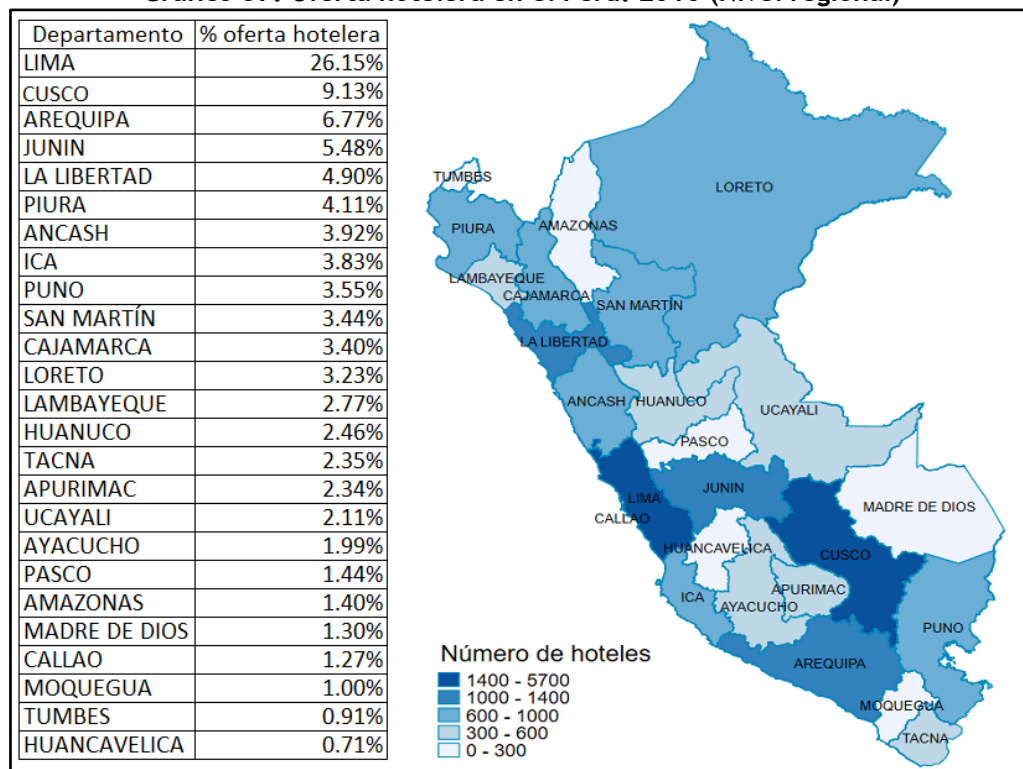 Departamento % oferta hotelera
LIMA 26.15%
CUSCO 9.13%
AREQUIPA 6.77%
JUNIN 5.48%
LA LIBERTAD 4.90%
PIURA 4.11%
ANCASH 3.92%
ICA 3.83%
PUNO 3.55%
SAN MARTÍN 3.44%
CAJAMARCA 3.40%
LORETO 3.23%
LAMBAYEQUE 2.77%
HUANUCO 2.46%
TACNA 2.35%
APURIMAC 2.34%
UCAYALI 2.11%
AYACUCHO 1.99%
PASCO 1.44%
AMAZONAS 1.40%
MADRE DE DIOS 1.30%
CALLAO 1.27%
MOQUEGUA 1.00%
TUMBES 0.91%
HUANCAVELICA 0.71%
TUMBES
LORETO
PIURA
AMAZONAS
LAMBAYEQUE
CAJAMARCA
SAN MARTÍN
LA LIBERTAD
ANCASH
HUANUCO
UCAYALI
PASCO
LIMA
JUNIN
MADRE DE DIOS
CALLAO
HUANCAVELICA
CUSCO
ICA
APURIMAC
AYACUCHO
PUNO
AREQUIPA
MOQUEGUA
TACNA
Número de hoteles
1400 - 5700
1000 - 1400
600 - 1000
300 - 600
0 - 300